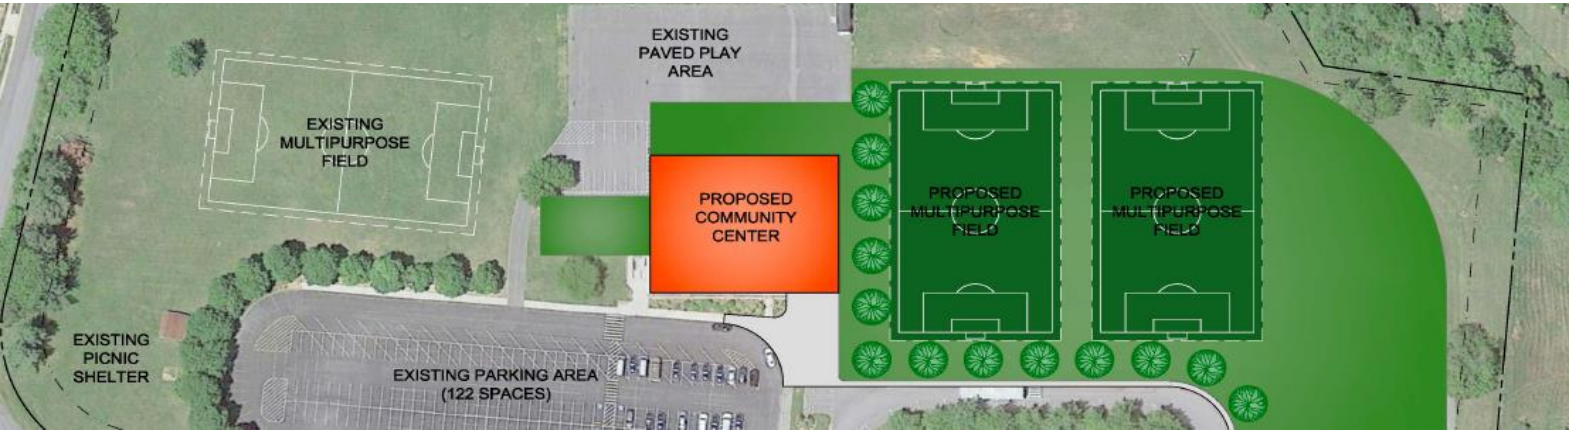 EXISTING
PAVED PLAY
AREA
EXISTING
MULTIPURPOSE
FIELD
PROPOSED
COMMUNITY
CENTER
PROPOSED
MULTIPURPOSE
FIELD
PROPOSED
MULTIPURPOSE
FIELD
EXISTING
PICNIC
SHELTER
EXISTING PARKING AREA
(122 SPACES)